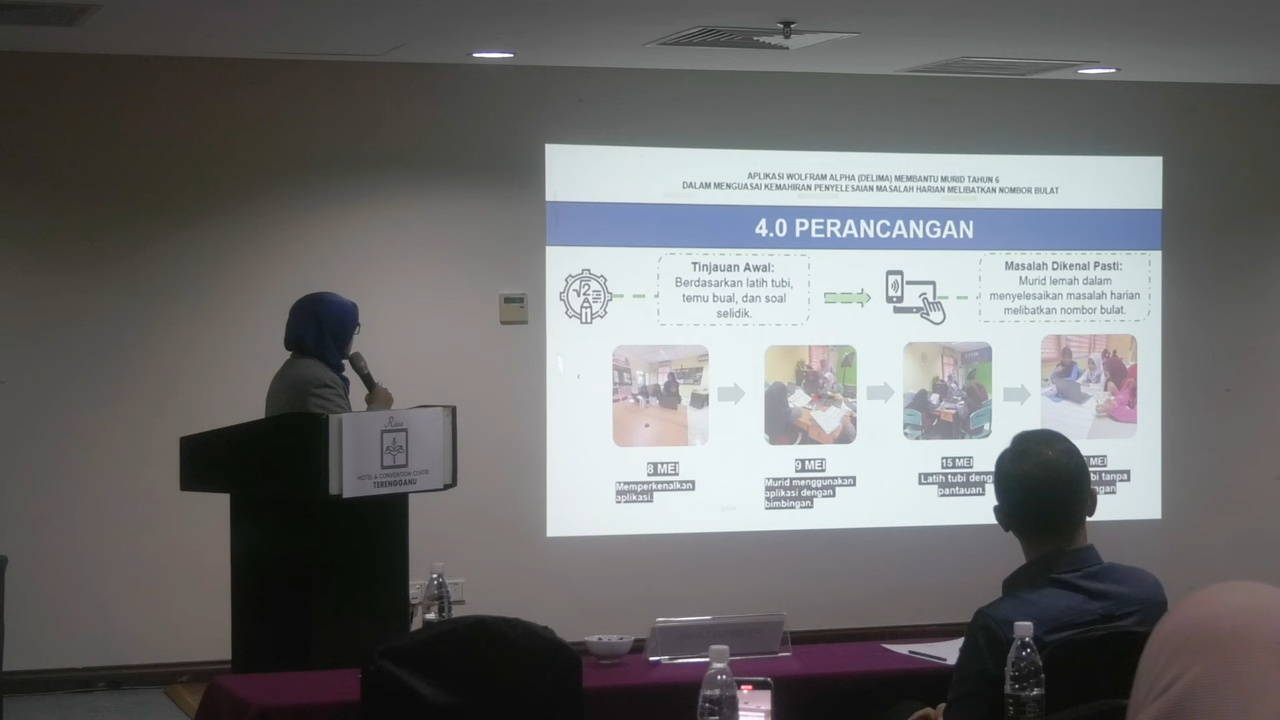 APLIKASI WOLFRAM ALPHA (DELIMA) MEMBANTU MURID TAHUN 6
DALAM MENGUASAI KEMAHIRAN PENYELESAIAN MASALAH HARIAN MELIBATKAN NOMBOR BULAT
4.0 PERANCANGAN
Tinjauan Awal:
Berdasarkan latih tubi,
temu bual, dan soal
selidik.
Masalah Dikenal Pasti:
Murid lemah dalam
menyelesaikan masalah harian
melibatkan nombor bulat.
8 MEI
Memperkenalkan
aplikasi.
9 MEI
Murid menggunakan
aplikasi dengan
bimbingan.
15 MEI
Latih tubi deng
pantauan.
MEI
bi tanpa
Raia
HOTEL & CONVENTION CENTRE
TERENGGANU